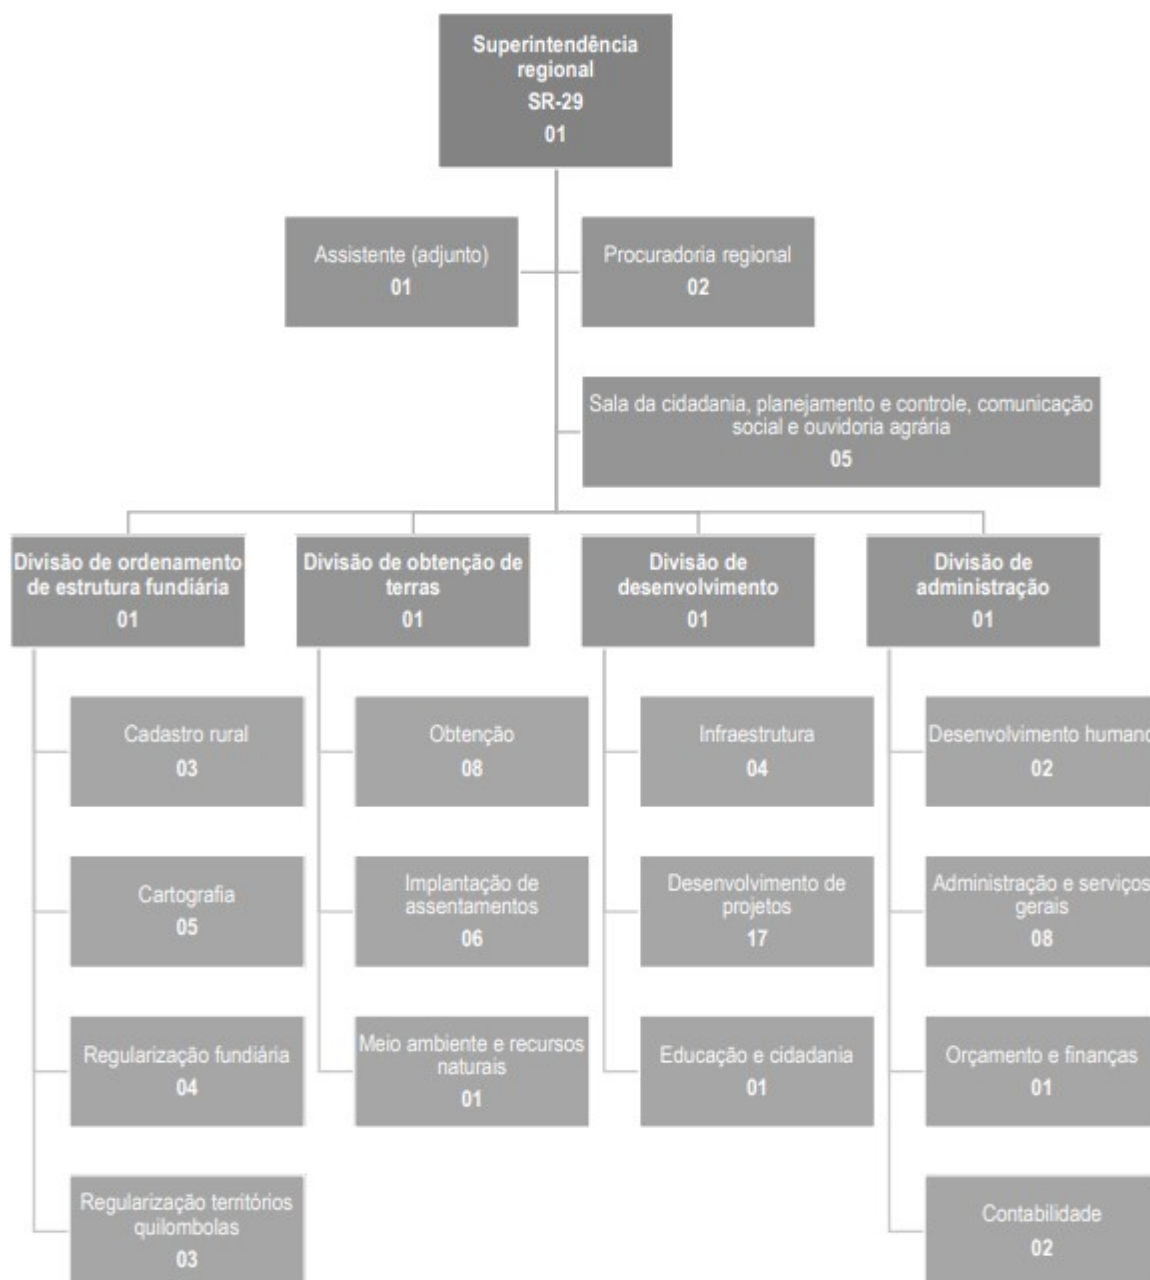 Superintendência
regional
SR-29
01
Assistente (adjunto)
01
Procuradoria regional
02
Sala da cidadania, planejamento e controle, comunicação
social e ouvidoria agrária
05
Divisão de ordenamento
de estrutura fundiária
01
Divisão de obtenção de
terras
01
Divisão de
desenvolvimento
01
Divisão de
administração
01
Cadastro rural
03
Obtenção
08
Infraestrutura
04
Desenvolvimento humano
02
Cartografia
05
Implantação de
assentamentos
06
Desenvolvimento de
projetos
17
Administração e serviços
gerais
08
Regularização fundiária
04
Meio ambiente e recursos
naturais
01
Educação e cidadania
01
Orçamento e finanças
01
Regularização territórios
quilombolas
03
Contabilidade
02